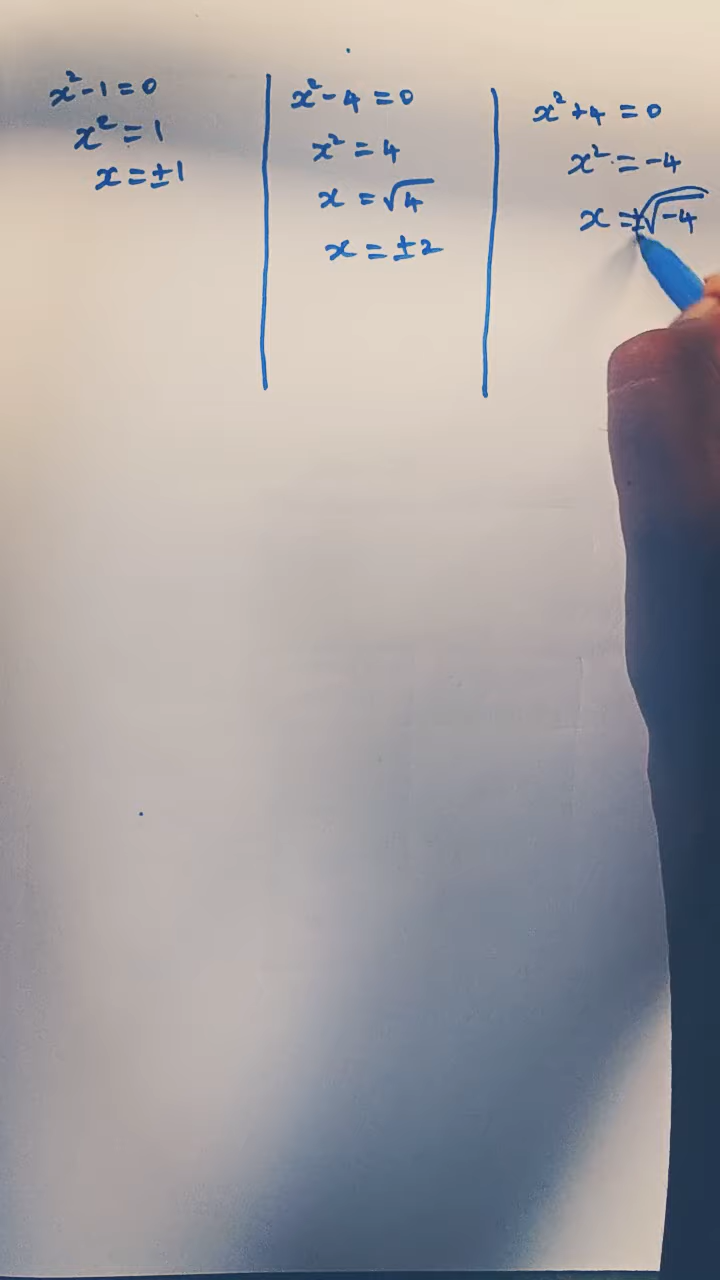 x² - 1 = 0
x² = 1
x = ±1
x² - 4 = 0
x² = 4
x = √4
x = ±2
x² + 4 = 0
x² = -4
x = ±√-4